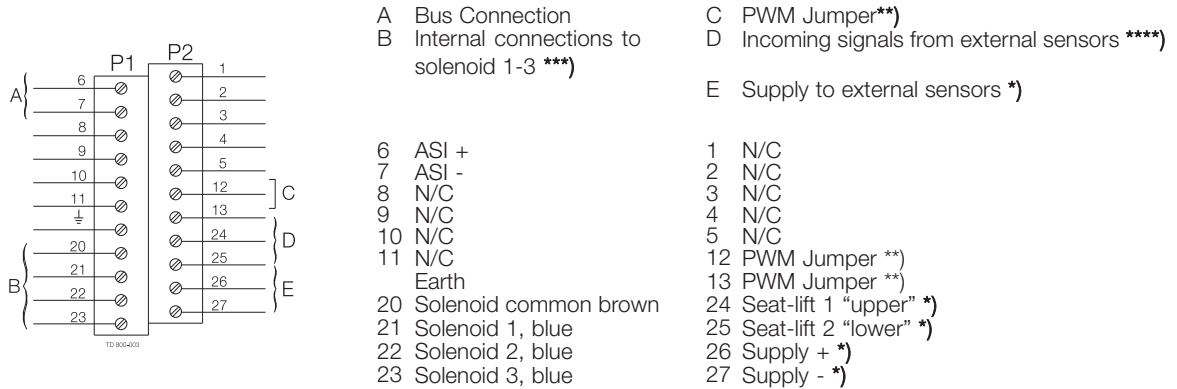 P1
P2
A
6
7
8
9
10
11
20
21
22
23
B
1
2
3
4
5
12
13
24
25
26
27
C
D
E
TD 800-003
A Bus Connection
B Internal connections to
solenoid 1-3 ***)
C PWM Jumper**)
D Incoming signals from external sensors ****)
E Supply to external sensors *)
6 ASI +
7 ASI -
8 N/C
9 N/C
10 N/C
11 N/C
Earth
20 Solenoid common brown
21 Solenoid 1, blue
22 Solenoid 2, blue
23 Solenoid 3, blue
1 N/C
2 N/C
3 N/C
4 N/C
5 N/C
12 PWM Jumper **)
13 PWM Jumper **)
24 Seat-lift 1 “upper” *)
25 Seat-lift 2 “lower” *)
26 Supply + *)
27 Supply - *)